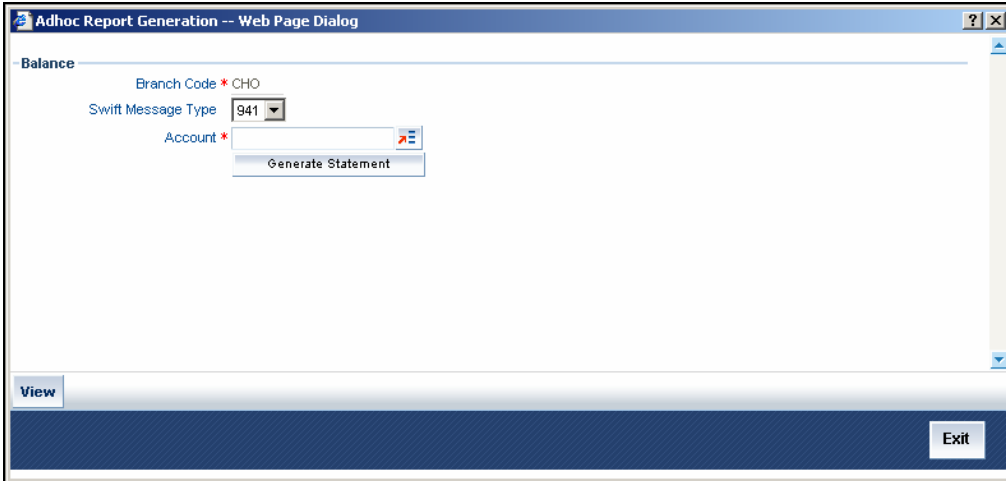 Adhoc Report Generation -- Web Page Dialog
Balance
Branch Code * CHO
Swift Message Type 941
Account *
Generate Statement
View
Exit